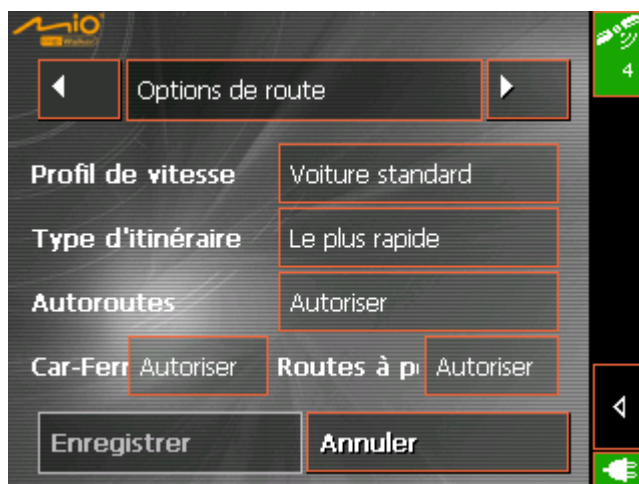 Mio
4
Options de route
Profil de vitesse Voiture standard
Type d'itinéraire Le plus rapide
Autoroutes Autoriser
Car-Ferr Autoriser Routes à p Autoriser
Enregistrer Annuler